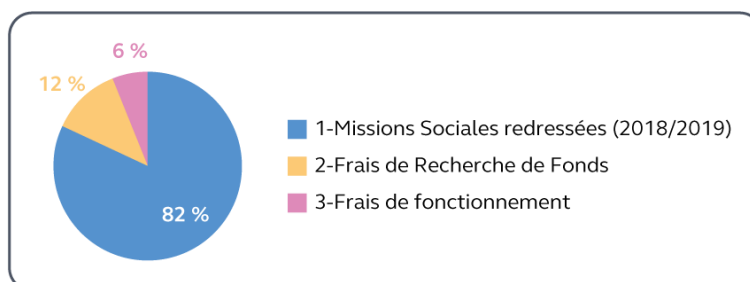 6 %
12 %
82 %
1-Missions Sociales redressées (2018/2019)
2-Frais de Recherche de Fonds
3-Frais de fonctionnement